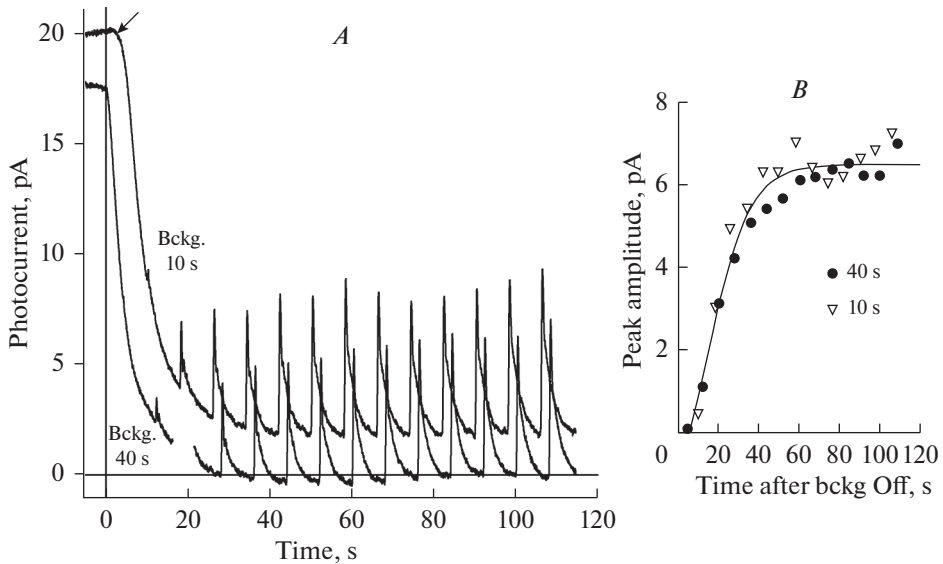 A
20
15
10
5
0
Photocurrent, pA
Bckg.
10 s
Bckg.
40 s
0 20 40 60 80 100 120
Time, s
B
8
6
4
2
0
Peak amplitude, pA
40 s
10 s
20 40 60 80 100 120
Time after bckg Off, s